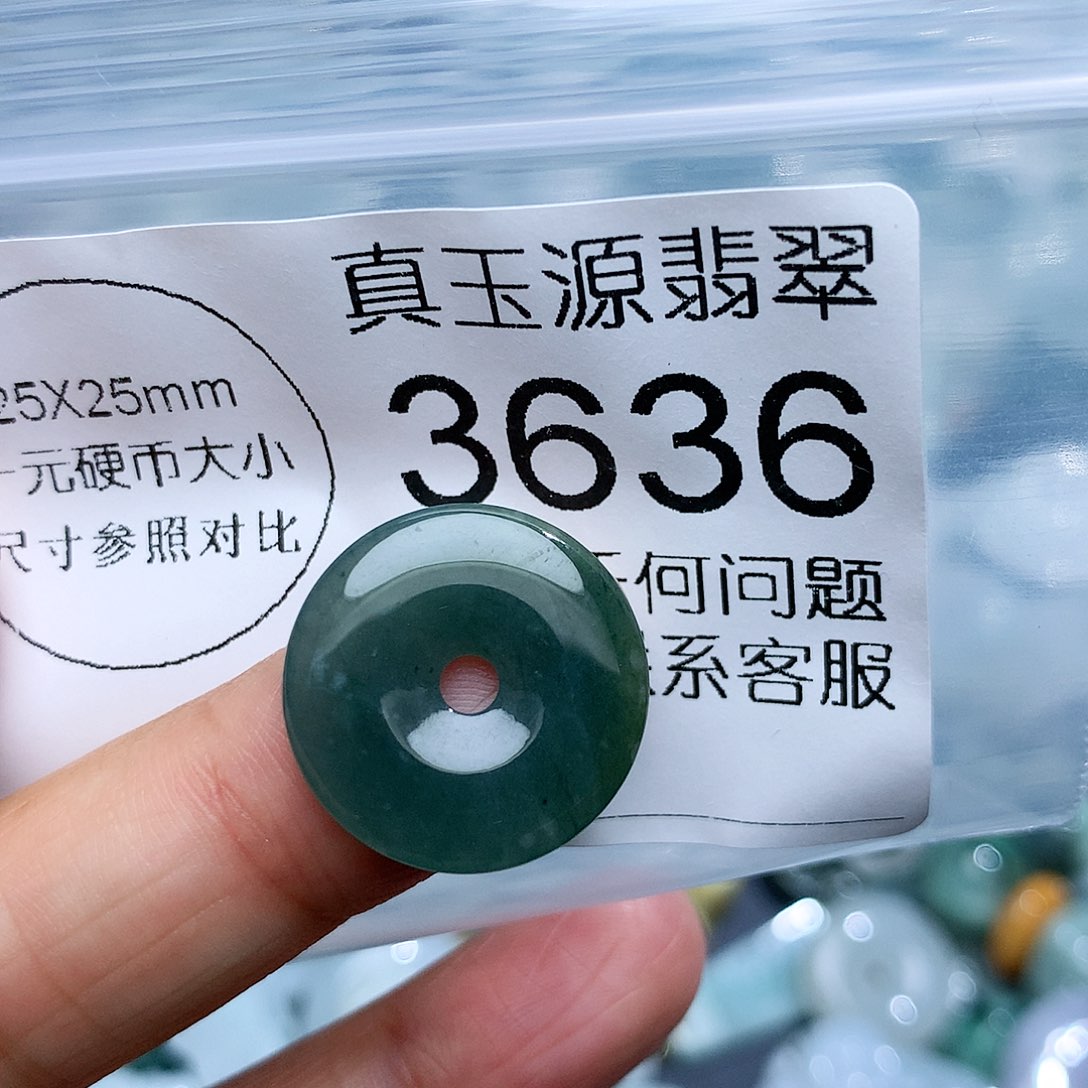 真玉源翡翠
3636
25X25mm
元硬币大小
尺寸参照对比
何问题
系客服